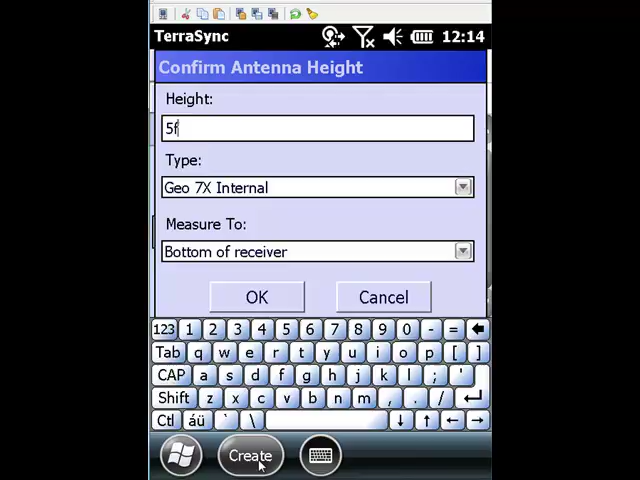 TerraSync 12:14
Confirm Antenna Height
Height:
5f
Type:
Geo 7X Internal
Measure To:
Bottom of receiver
OK Cancel
123 1 2 3 4 5 6 7 8 9 0 - =
Tab q w e r t y u i o p [ ]
CAP a s d f g h j k l ; '
Shift z x c v b n m , . /
Ctl áü ` \
Create